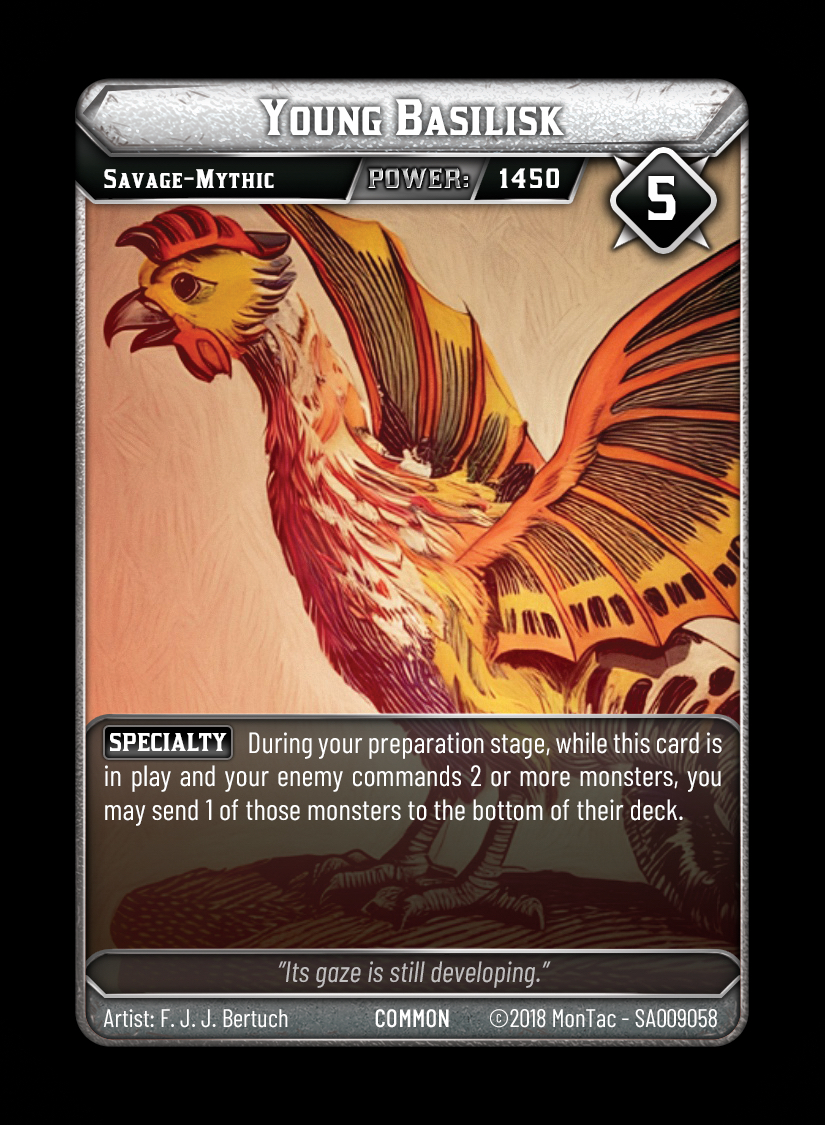 Young Basilisk
Savage-Mythic POWER: 1450
5
SPECIALTY During your preparation stage, while this card is
in play and your enemy commands 2 or more monsters, you
may send 1 of those monsters to the bottom of their deck.
"Its gaze is still developing."
Artist: F. J. J. Bertuch COMMON ©2018 MonTac - SA009058